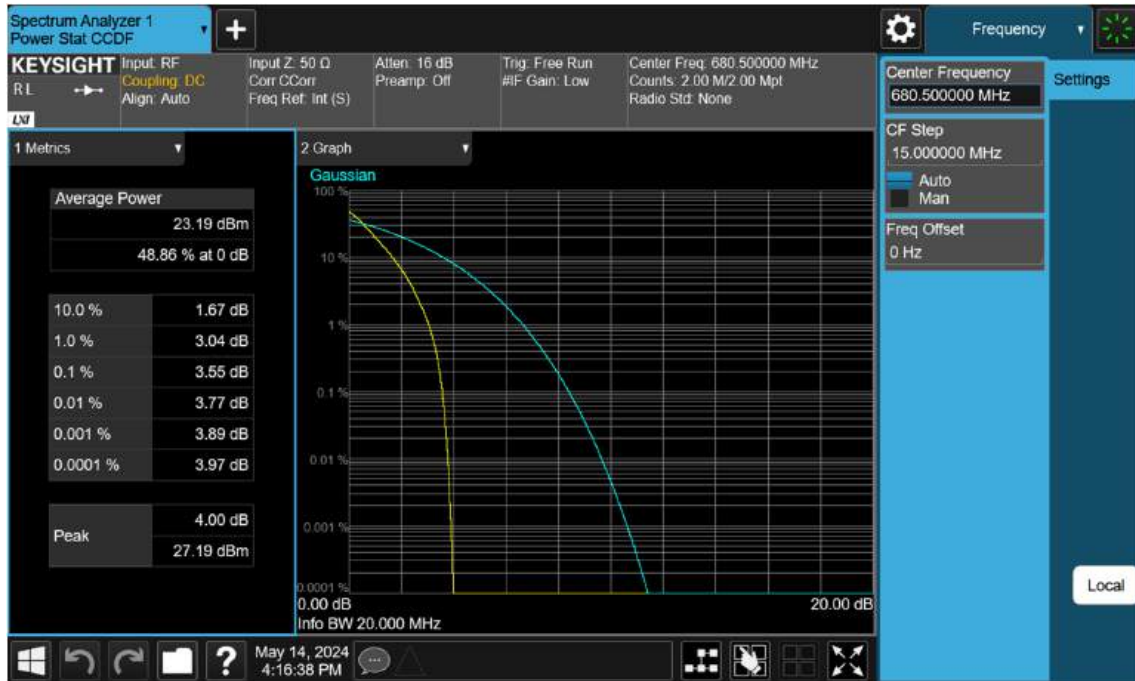 Spectrum Analyzer 1
Power Stat CCDF
Frequency
KEYSIGHT
R L
LXI
Input: RF
Coupling: DC
Align: Auto
Input Z: 50 Ω
Corr CCorr
Freq Ref: Int (S)
Atten: 16 dB
Preamp: Off
Trig: Free Run
#IF Gain: Low
Center Freq: 680.500000 MHz
Counts: 2.00 M/2.00 Mpt
Radio Std: None
Center Frequency
680.500000 MHz
Settings
CF Step
15.000000 MHz
Auto
Man
Freq Offset
0 Hz
Local
1 Metrics
Average Power
23.19 dBm
48.86 % at 0 dB
10.0 % 1.67 dB
1.0 % 3.04 dB
0.1 % 3.55 dB
0.01 % 3.77 dB
0.001 % 3.89 dB
0.0001 % 3.97 dB
Peak
4.00 dB
27.19 dBm
2 Graph
Gaussian
100 %
10 %
1 %
0.1 %
0.01 %
0.001 %
0.0001 %
0.00 dB 20.00 dB
Info BW 20.000 MHz
?
May 14, 2024
4:16:38 PM